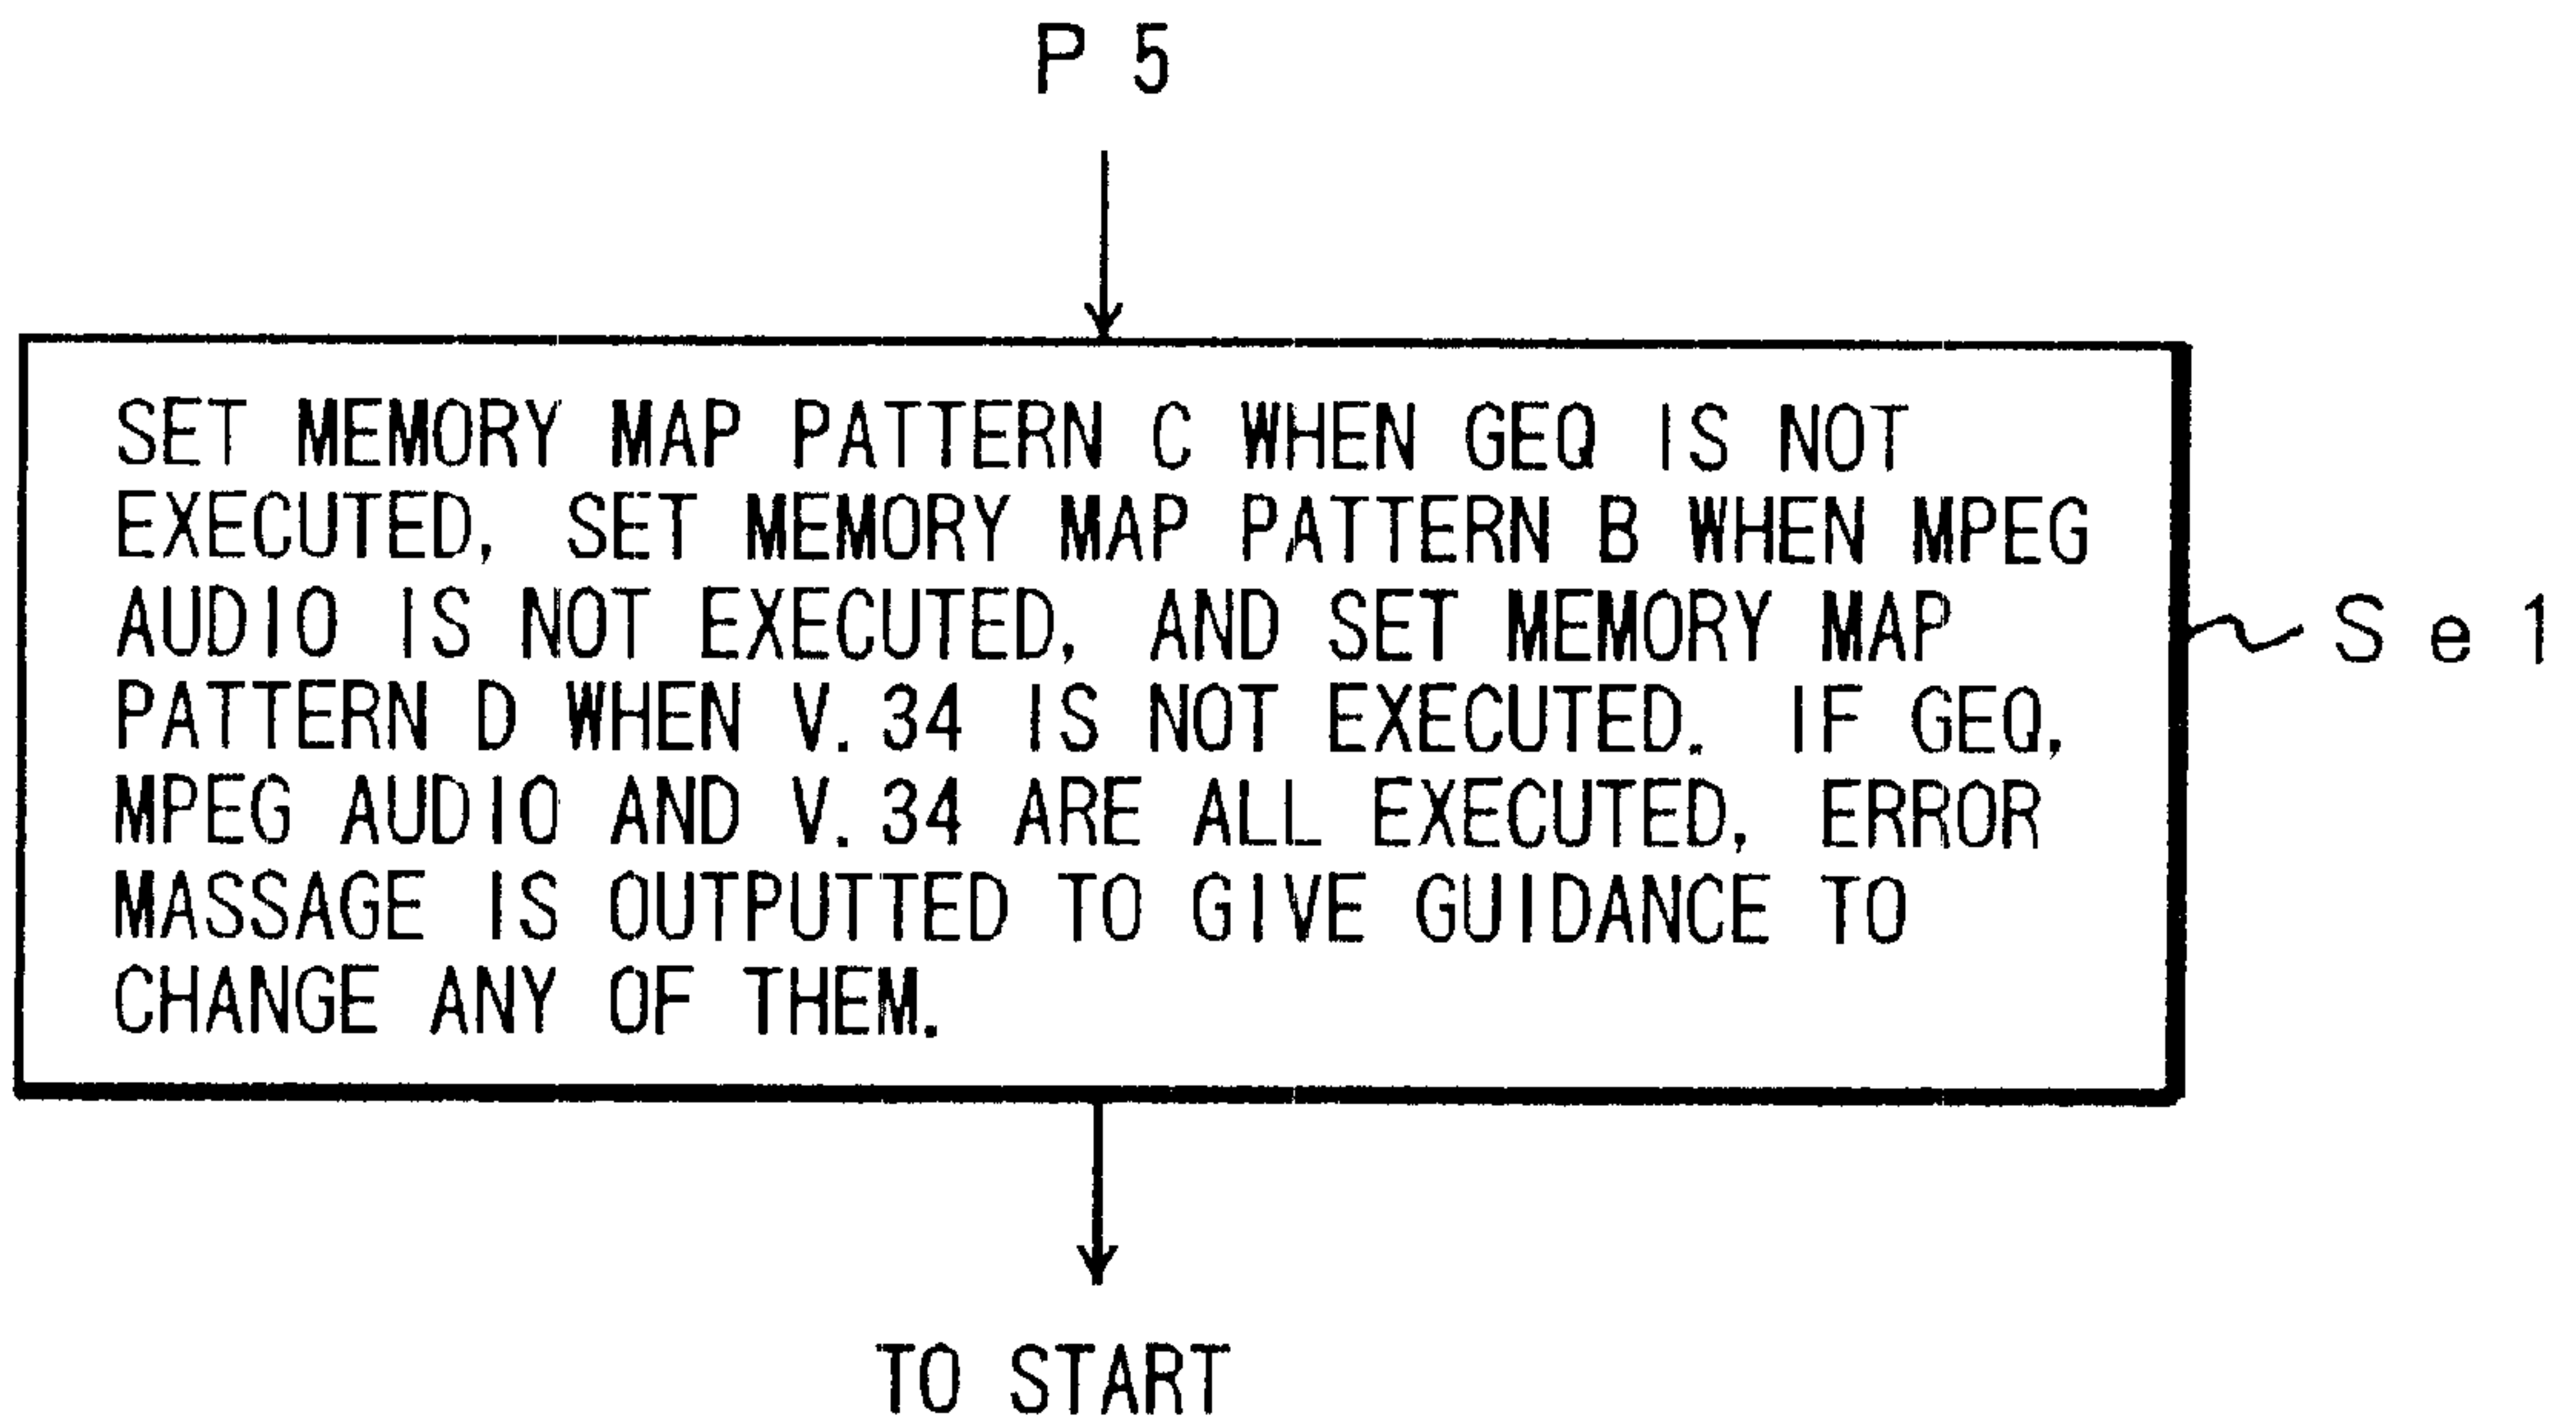 P 5
SET MEMORY MAP PATTERN C WHEN GEQ IS NOT
EXECUTED, SET MEMORY MAP PATTERN B WHEN MPEG
AUDIO IS NOT EXECUTED, AND SET MEMORY MAP
PATTERN D WHEN V.34 IS NOT EXECUTED. IF GEQ,
MPEG AUDIO AND V.34 ARE ALL EXECUTED, ERROR
MASSAGE IS OUTPUTTED TO GIVE GUIDANCE TO
CHANGE ANY OF THEM.
Se1
TO START